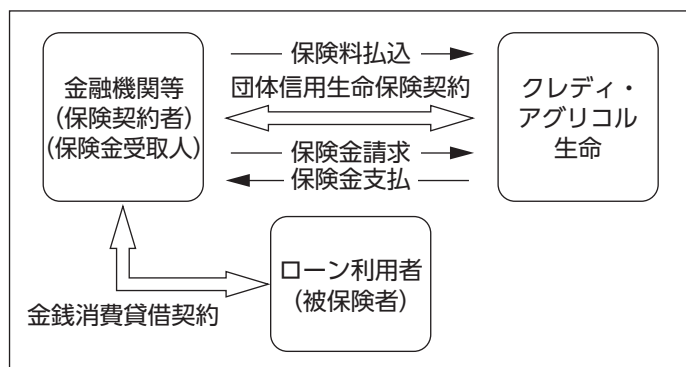 金融機関等
(保険契約者)
(保険金受取人)
保険料払込
団体信用生命保険契約
保険金請求
保険金支払
クレディ・
アグリコル
生命
ローン利用者
(被保険者)
金銭消費貸借契約